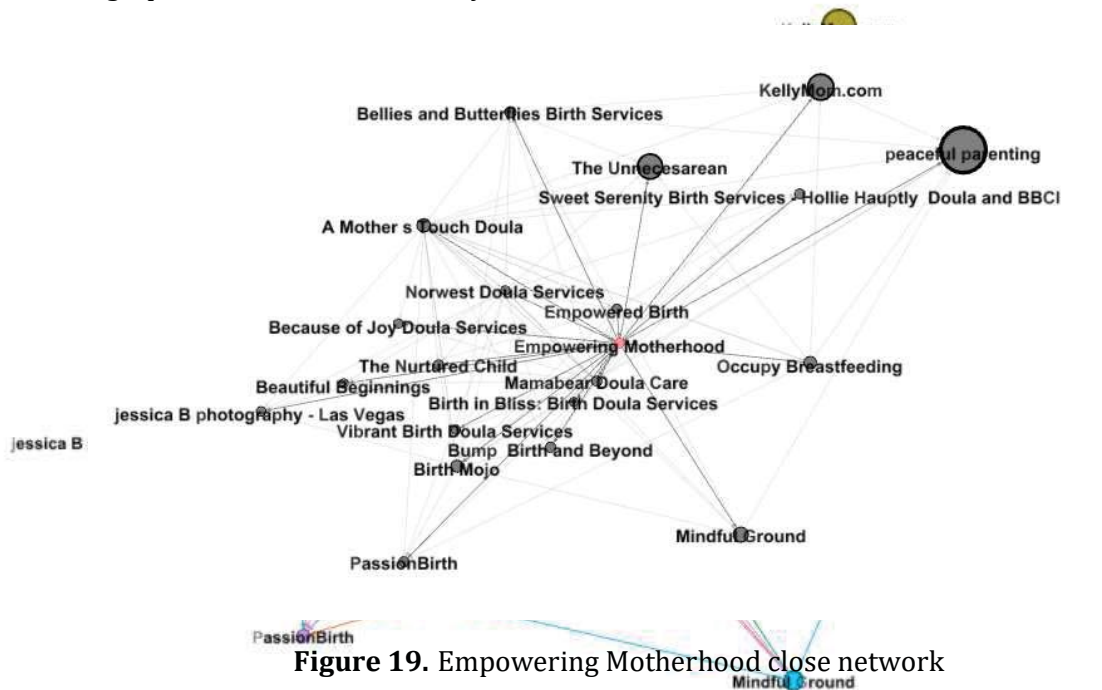 KellyMom.com
Bellies and Butterflies Birth Services
peaceful parenting
The Unnecesarean
Sweet Serenity Birth Services - Hollie Hauptly Doula and BBCI
A Mother s Touch Doula
Norwest Doula Services
Empowered Birth
Because of Joy Doula Services
Empowering Motherhood
The Nurtured Child
Occupy Breastfeeding
Beautiful Beginnings
Mamabear Doula Care
Birth in Bliss: Birth Doula Services
jessica B photography - Las Vegas
Vibrant Birth Doula Services
jessica B
Bump Birth and Beyond
Birth Mojo
Mindful Ground
PassionBirth
PassionBirth
Figure 19. Empowering Motherhood close network
Mindful Ground